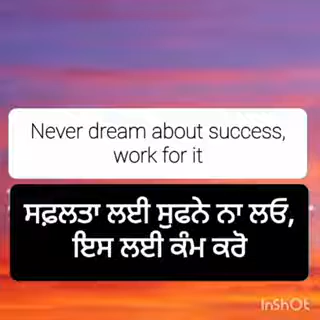 Never dream about success,
work for it
ਸਫ਼ਲਤਾ ਲਈ ਸੁਫਨੇ ਨਾ ਲਓ,
ਇਸ ਲਈ ਕੰਮ ਕਰੋ
InShOt